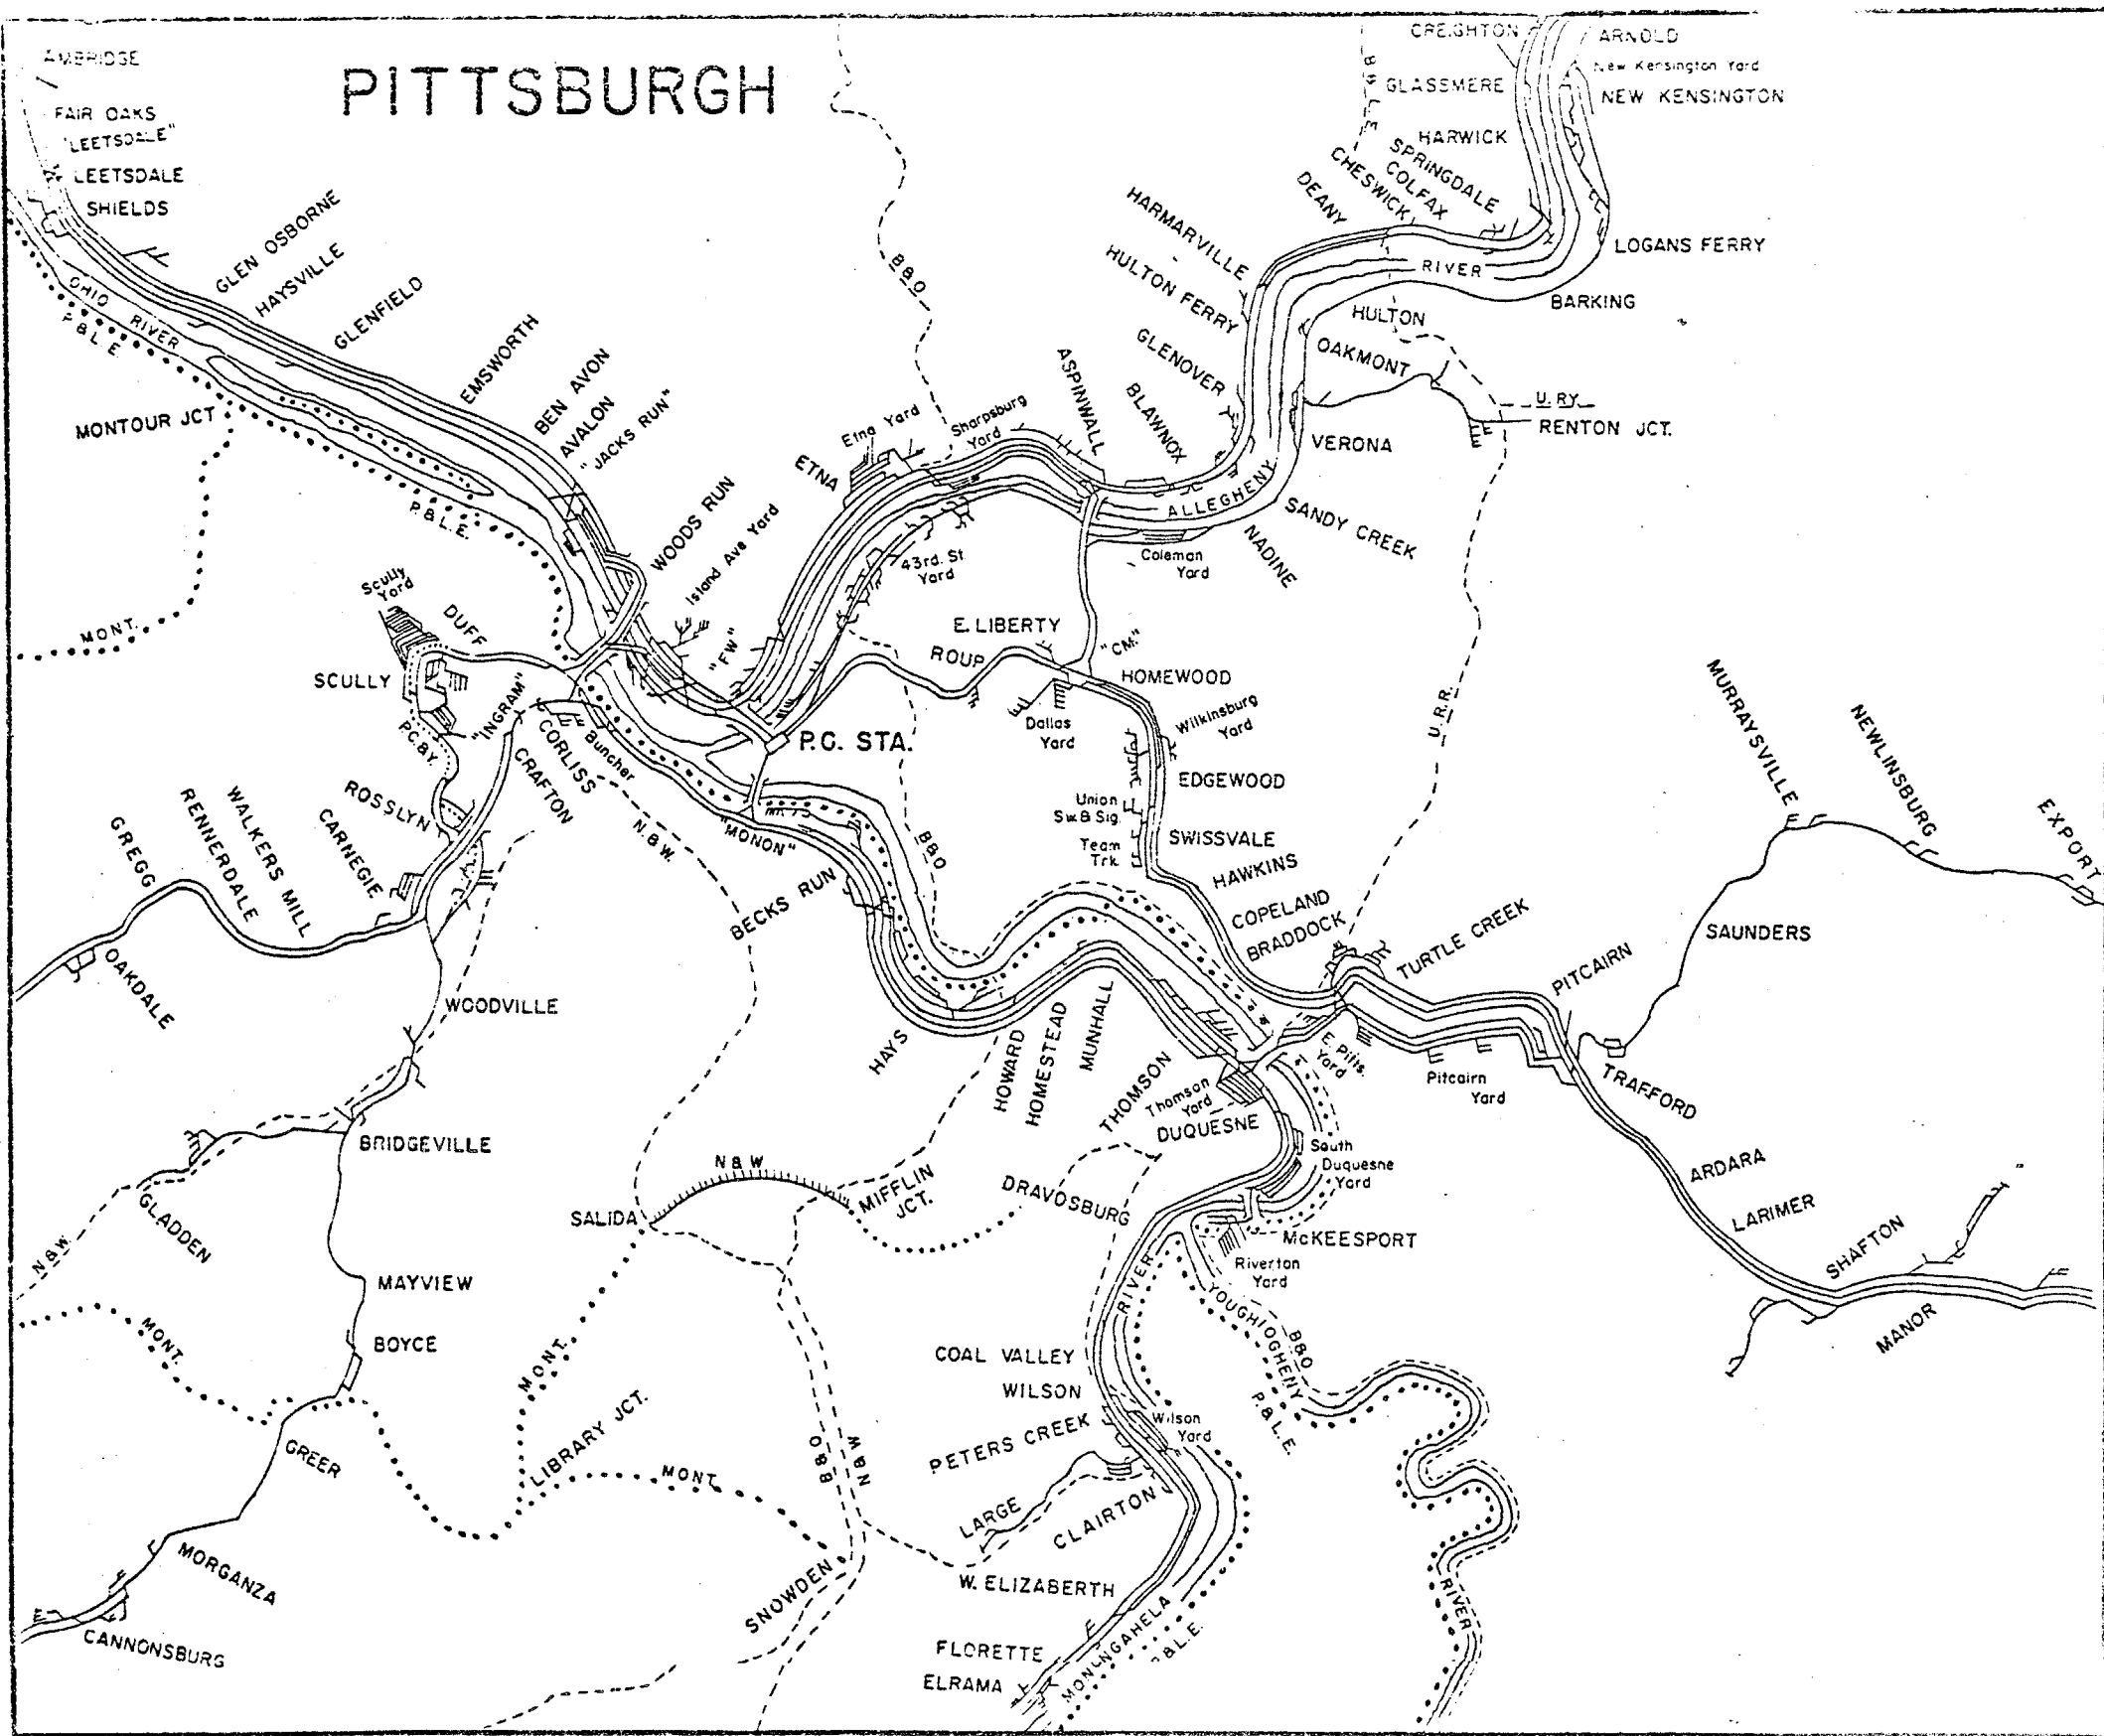 PITTSBURGH
AMBRIDGE
FAIR OAKS
"LEETSDALE"
LEETSDALE
SHIELDS
GLEN OSBORNE
HAYSVILLE
GLENFIELD
EMSWORTH
BEN AVON
AVALON
"JACKS RUN"
WOODS RUN
Island Ave Yard
"FW"
OHIO
RIVER
P.& L.E.
MONTOUR JCT
P.& L.E.
MONT.
Scully
Yard
DUFF
SCULLY
P.C. BY.
"INGRAM"
CORLISS
Buncher
CRAFTON
ROSSLYN
CARNEGIE
WALKERS MILL
RENNERDALE
GREGG
OAKDALE
WOODVILLE
BRIDGEVILLE
GLADDEN
N & W.
MAYVIEW
BOYCE
MONT.
GREER
MORGANZA
CANNONSBURG
B&O
Etna Yard
ETNA
Sharpsburg
Yard
ASPINWALL
BLAWNOX
GLENOVER
HULTON FERRY
HARMARVILLE
DEANY
CHESWICK
COLFAX
SPRINGDALE
HARWICK
GLASSMERE
CREIGHTON
B & L E
ARNOLD
New Kensington Yard
NEW KENSINGTON
LOGANS FERRY
RIVER
BARKING
HULTON
OAKMONT
U. RY.
RENTON JCT.
VERONA
ALLEGHENY
SANDY CREEK
NADINE
Coleman
Yard
43rd. St
Yard
E. LIBERTY
ROUP
"CM."
HOMEWOOD
Dallas
Yard
Wilkinsburg
Yard
P.C. STA.
EDGEWOOD
Union
Sw.& Sig.
SWISSVALE
Team
Trk.
HAWKINS
COPELAND
BRADDOCK
U.R.R.
TURTLE CREEK
PITCAIRN
MURRAYSVILLE
NEWLINSBURG
EXPORT
SAUNDERS
TRAFFORD
Pitcairn
Yard
E. Pitts.
Yard
ARDARA
LARIMER
SHAFTON
MANOR
"MONON"
N.& W.
B&O
BECKS RUN
HAYS
HOWARD
HOMESTEAD
MUNHALL
THOMSON
Thomson
Yard
DUQUESNE
South
Duquesne
Yard
DRAVOSBURG
McKEESPORT
Riverton
Yard
N & W
MIFFLIN
JCT.
SALIDA
MONT.
LIBRARY JCT.
MONT.
B&O
N&W
SNOWDEN
RIVER
YOUGHIOGHENY
B&O
P.& L.E.
COAL VALLEY
WILSON
Wilson
Yard
PETERS CREEK
LARGE
CLAIRTON
W. ELIZABERTH
FLORETTE
ELRAMA
MONONGAHELA
P.&L.E.
RIVER